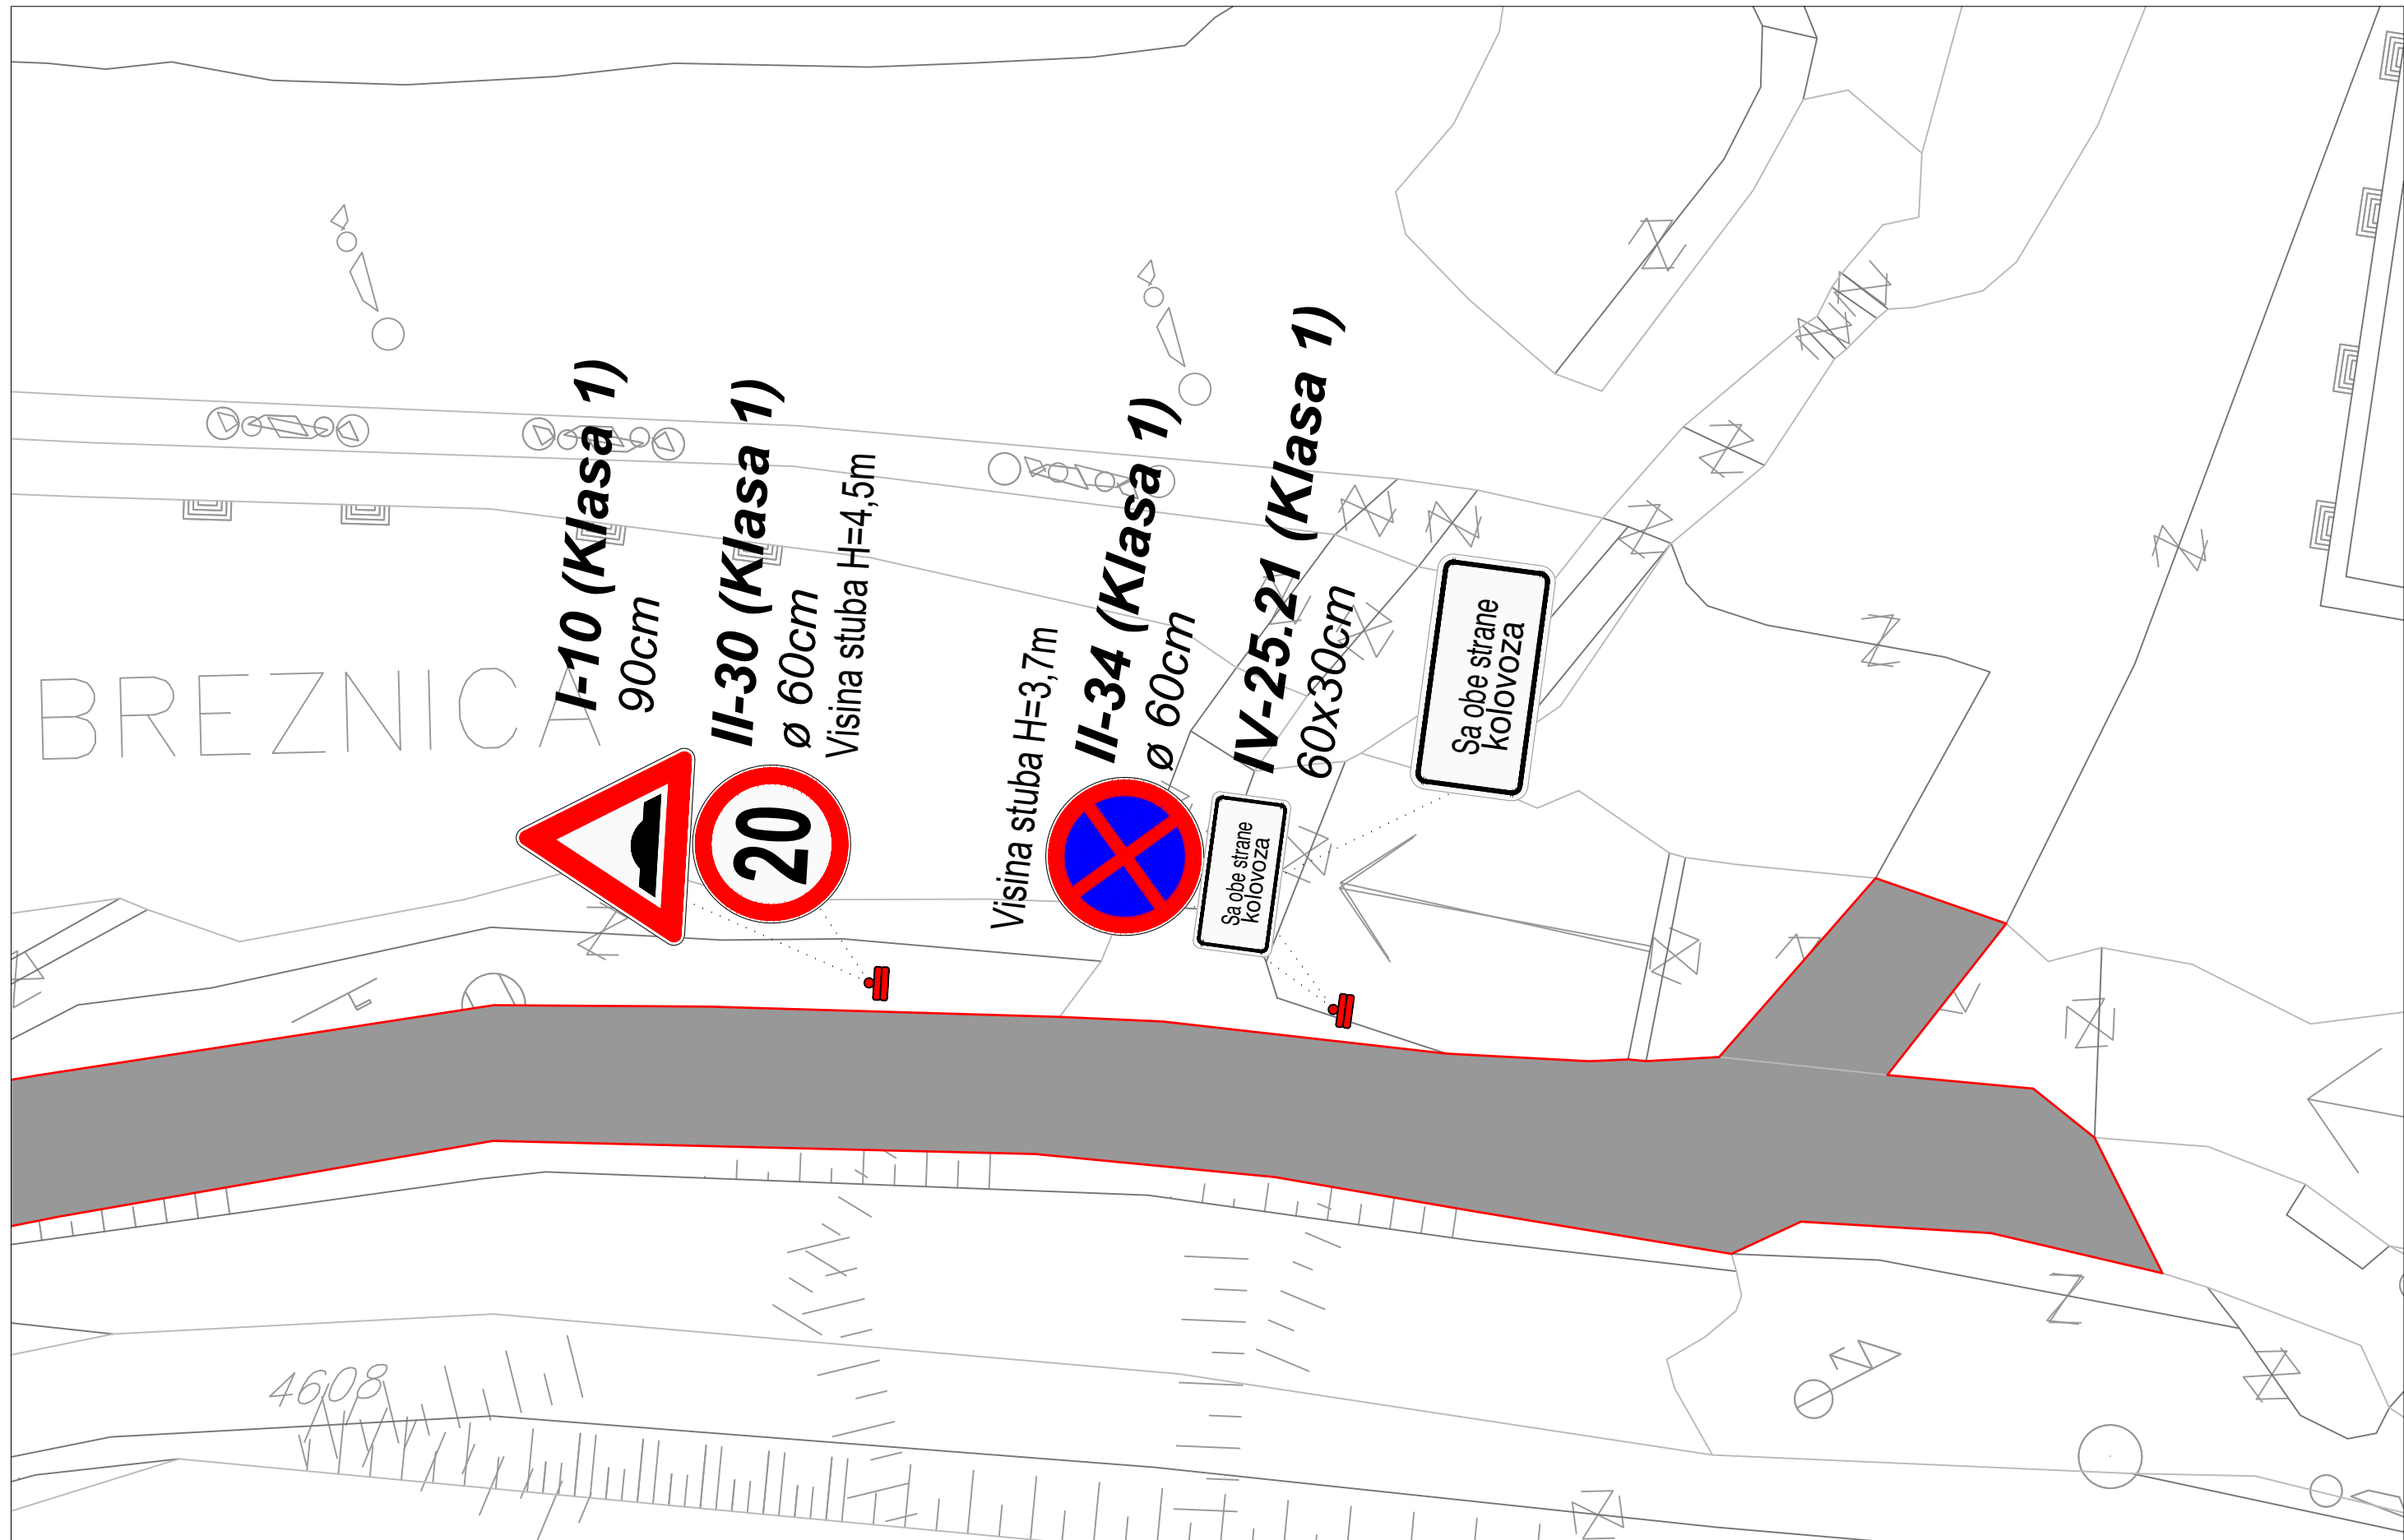 BREZNICA
I-10 (Klasa 1)
90cm
II-30 (Klasa 1)
ø 60cm
Visina stuba H=4,5m
20
Visina stuba H=3,7m
II-34 (Klasa 1)
ø 60cm
IV-25.21 (Klasa 1)
60x30cm
Sa obe strane
kolovoza
Sa obe strane
kolovoza
4608